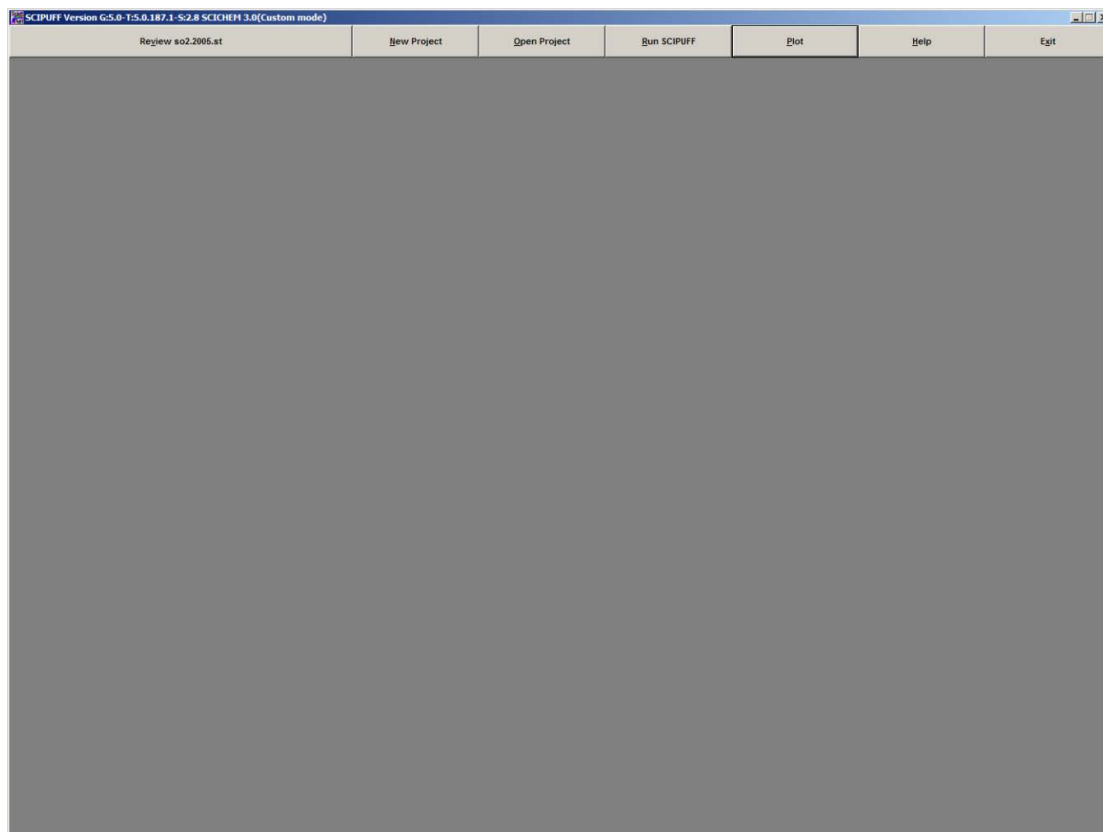 SCIPUFF Version G:5.0-T:5.0.187.1-S:2.8 SCICHEM 3.0(Custom mode)
Review so2.2005.st New Project Open Project Run SCIPUFF Plot Help Exit